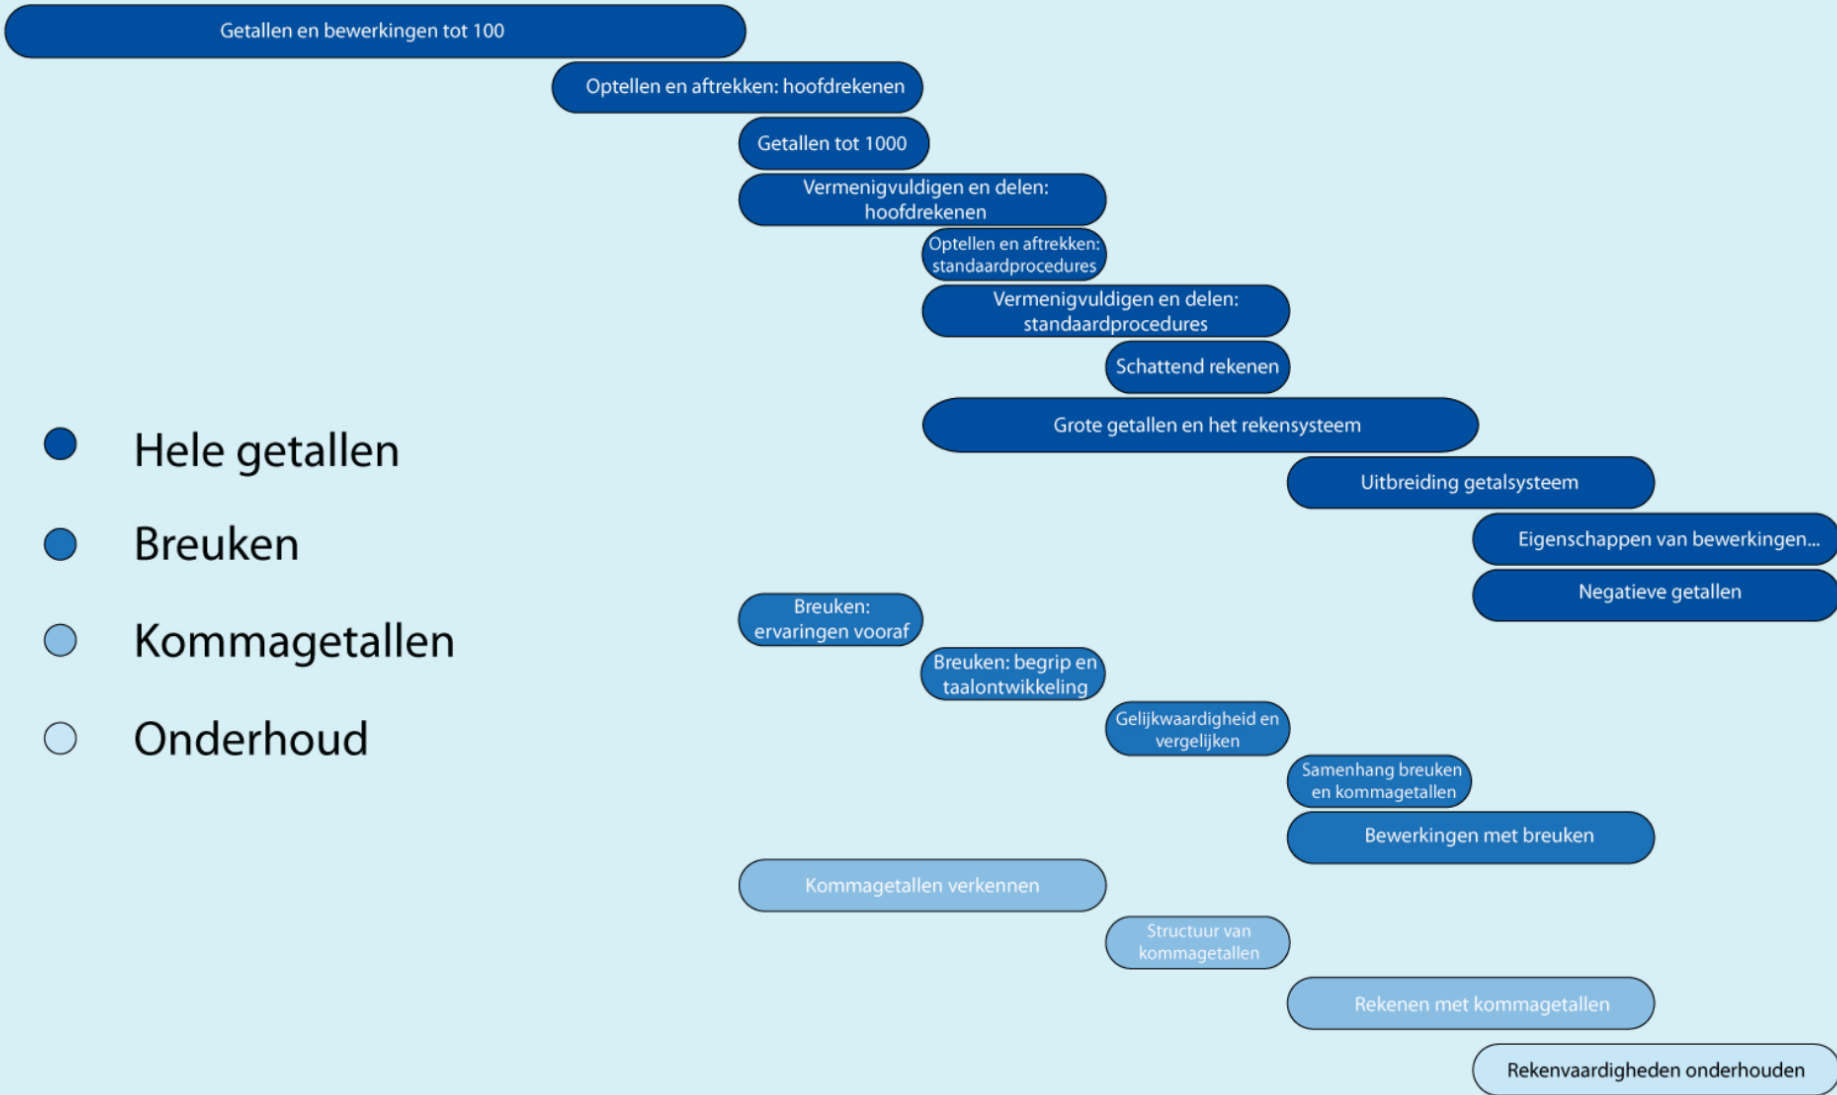 Getallen en bewerkingen tot 100
Optellen en aftrekken: hoofdrekenen
Getallen tot 1000
Vermenigvuldigen en delen:
hoofdrekenen
Optellen en aftrekken:
standaardprocedures
Vermenigvuldigen en delen:
standaardprocedures
Schattend rekenen
Grote getallen en het rekensysteem
Uitbreiding getalsysteem
Eigenschappen van bewerkingen...
Negatieve getallen
Breuken:
ervaringen vooraf
Breuken: begrip en
taalontwikkeling
Gelijkwaardigheid en
vergelijken
Samenhang breuken
en kommagetallen
Bewerkingen met breuken
Kommagetallen verkennen
Structuur van
kommagetallen
Rekenen met kommagetallen
Rekenvaardigheden onderhouden
Hele getallen
Breuken
Kommagetallen
Onderhoud